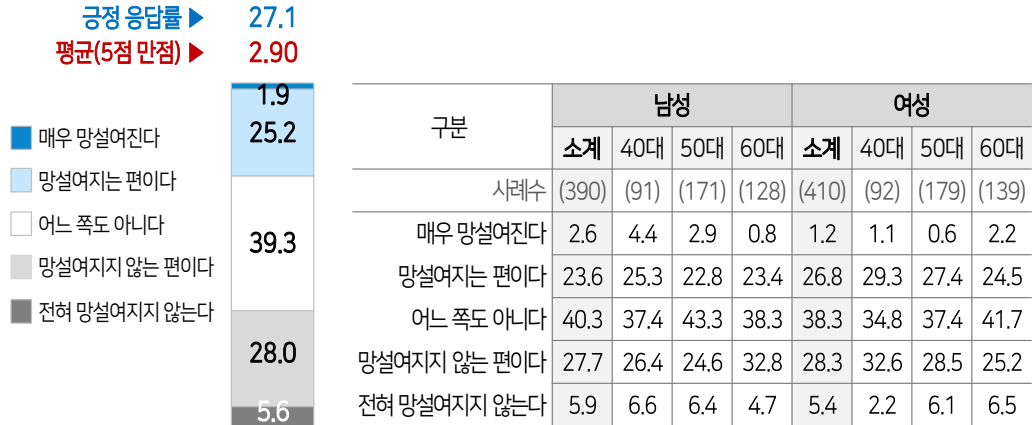 긍정 응답률 ▶ 27.1
평균(5점 만점) ▶ 2.90
매우 망설여진다
망설여지는 편이다
어느 쪽도 아니다
망설여지지 않는 편이다
전혀 망설여지지 않는다
1.9
25.2
39.3
28.0
5.6
구분 남성 여성
소계 40대 50대 60대 소계 40대 50대 60대
사례수 (390) (91) (171) (128) (410) (92) (179) (139)
매우 망설여진다 2.6 4.4 2.9 0.8 1.2 1.1 0.6 2.2
망설여지는 편이다 23.6 25.3 22.8 23.4 26.8 29.3 27.4 24.5
어느 쪽도 아니다 40.3 37.4 43.3 38.3 38.3 34.8 37.4 41.7
망설여지지 않는 편이다 27.7 26.4 24.6 32.8 28.3 32.6 28.5 25.2
전혀 망설여지지 않는다 5.9 6.6 6.4 4.7 5.4 2.2 6.1 6.5